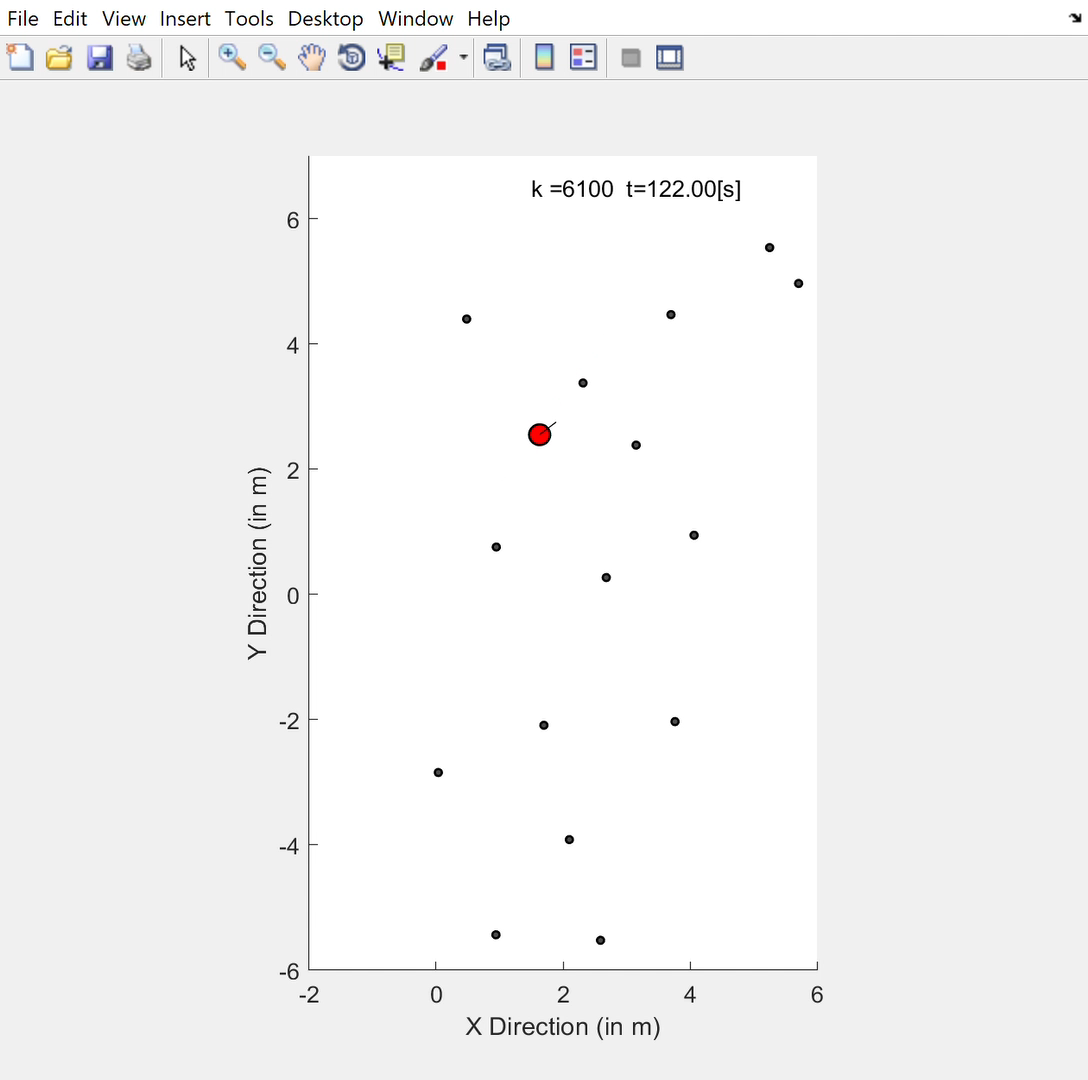 File Edit View Insert Tools Desktop Window Help
k =6100 t=122.00[s]
6
4
2
0
-2
-4
-6
Y Direction (in m)
-2 0 2 4 6
X Direction (in m)